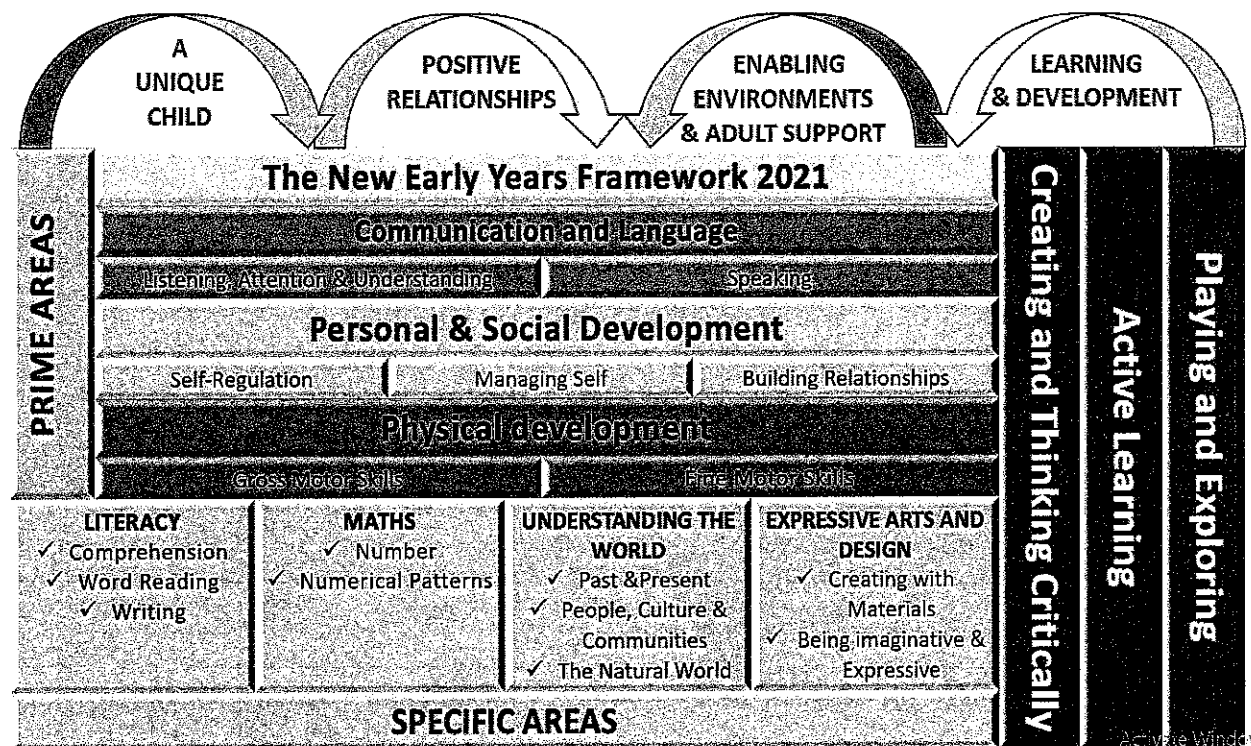 A
UNIQUE
CHILD
POSITIVE
RELATIONSHIPS
ENABLING
ENVIRONMENTS
& ADULT SUPPORT
LEARNING
& DEVELOPMENT
PRIME AREAS
The New Early Years Framework 2021
Communication and Language
Listening, Attention & Understanding
Speaking
Personal & Social Development
Self-Regulation
Managing Self
Building Relationships
Physical development
Gross Motor Skills
Fine Motor Skills
LITERACY
✓ Comprehension
✓ Word Reading
✓ Writing
MATHS
✓ Number
✓ Numerical Patterns
UNDERSTANDING THE
WORLD
✓ Past &Present
✓ People, Culture &
Communities
✓ The Natural World
EXPRESSIVE ARTS AND
DESIGN
✓ Creating with
Materials
✓ Being imaginative &
Expressive
SPECIFIC AREAS
Creating and Thinking Critically
Active Learning
Playing and Exploring
Activate Windo